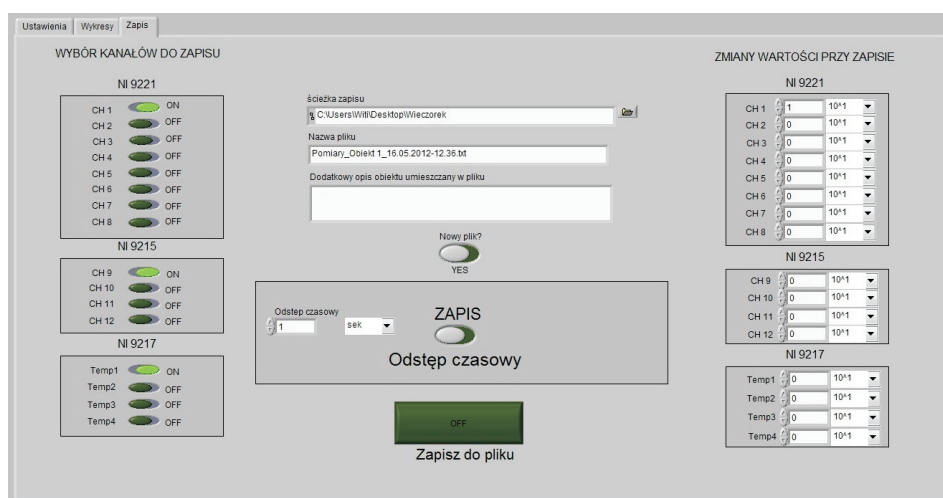 Ustawienia Wykresy Zapis
WYBÓR KANAŁÓW DO ZAPISU
NI 9221
CH 1 ON
CH 2 OFF
CH 3 OFF
CH 4 OFF
CH 5 OFF
CH 6 OFF
CH 7 OFF
CH 8 OFF
NI 9215
CH 9 ON
CH 10 OFF
CH 11 OFF
CH 12 OFF
NI 9217
Temp1 ON
Temp2 OFF
Temp3 OFF
Temp4 OFF
ścieżka zapisu
C:\Users\Witi\Desktop\Wieczorek
Nazwa pliku
Pomiary_Obiekt 1_16.05.2012-12.36.txt
Dodatkowy opis obiektu umieszczany w pliku
Nowy plik?
YES
Odstep czasowy
1 sek
ZAPIS
Odstęp czasowy
OFF
Zapisz do pliku
ZMIANY WARTOŚCI PRZY ZAPISIE
NI 9221
CH 1 1 10^1
CH 2 0 10^1
CH 3 0 10^1
CH 4 0 10^1
CH 5 0 10^1
CH 6 0 10^1
CH 7 0 10^1
CH 8 0 10^1
NI 9215
CH 9 0 10^1
CH 10 0 10^1
CH 11 0 10^1
CH 12 0 10^1
NI 9217
Temp1 0 10^1
Temp2 0 10^1
Temp3 0 10^1
Temp4 0 10^1